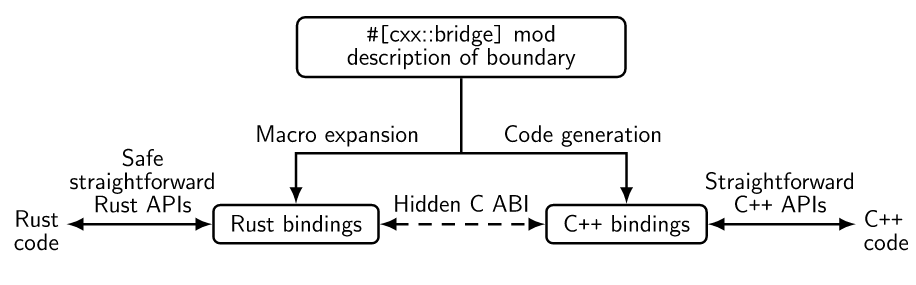 #[cxx::bridge] mod
description of boundary
Macro expansion
Code generation
Safe
straightforward
Rust APIs
Straightforward
C++ APIs
Rust
code
Rust bindings
Hidden C ABI
C++ bindings
C++
code